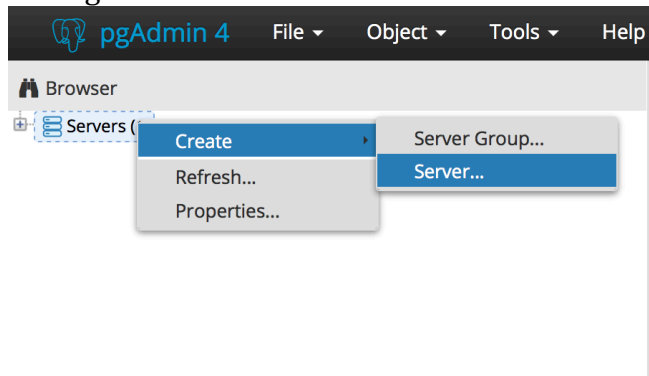 pgAdmin 4 File Object Tools Help
Browser
Servers (
Create
Server Group...
Refresh...
Server...
Properties...